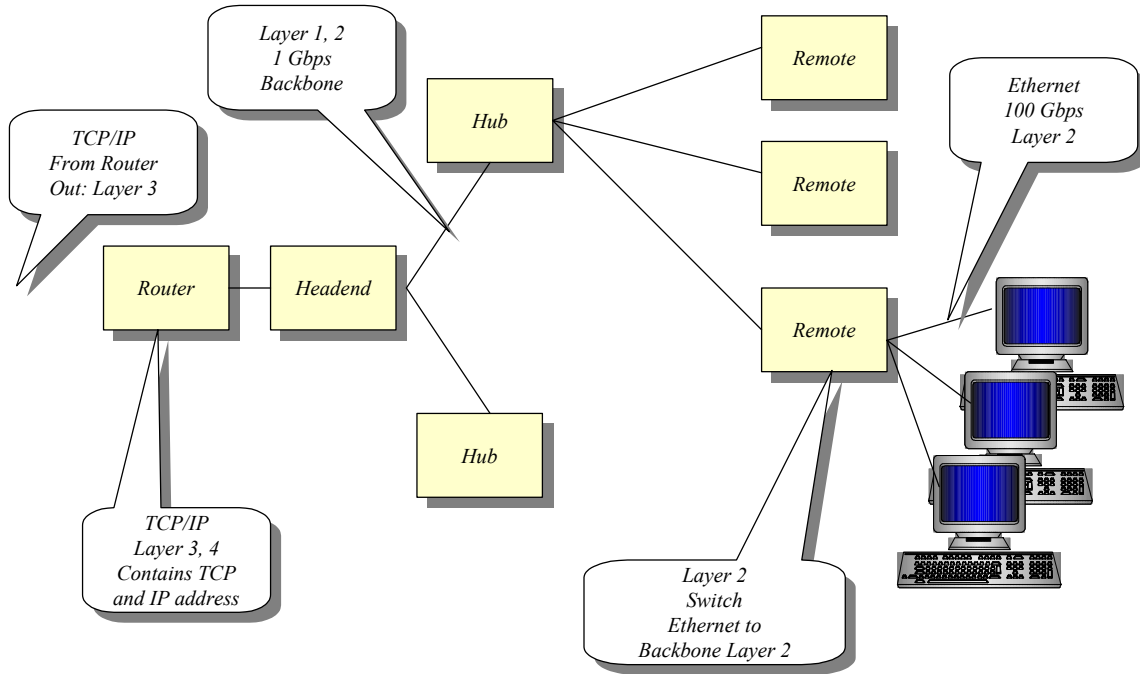 Layer 1, 2
1 Gbps
Backbone
Remote
Ethernet
100 Gbps
Layer 2
Hub
TCP/IP
From Router
Out: Layer 3
Remote
Router
Headend
Remote
Hub
TCP/IP
Layer 3, 4
Contains TCP
and IP address
Layer 2
Switch
Ethernet to
Backbone Layer 2